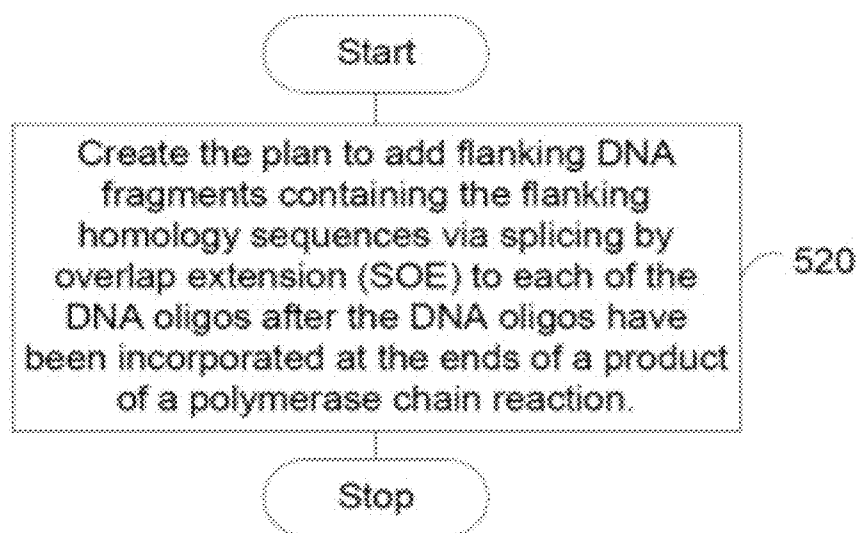 Start
Create the plan to add flanking DNA
fragments containing the flanking
homology sequences via splicing by
overlap extension (SOE) to each of the
DNA oligos after the DNA oligos have
been incorporated at the ends of a product
of a polymerase chain reaction.
520
Stop